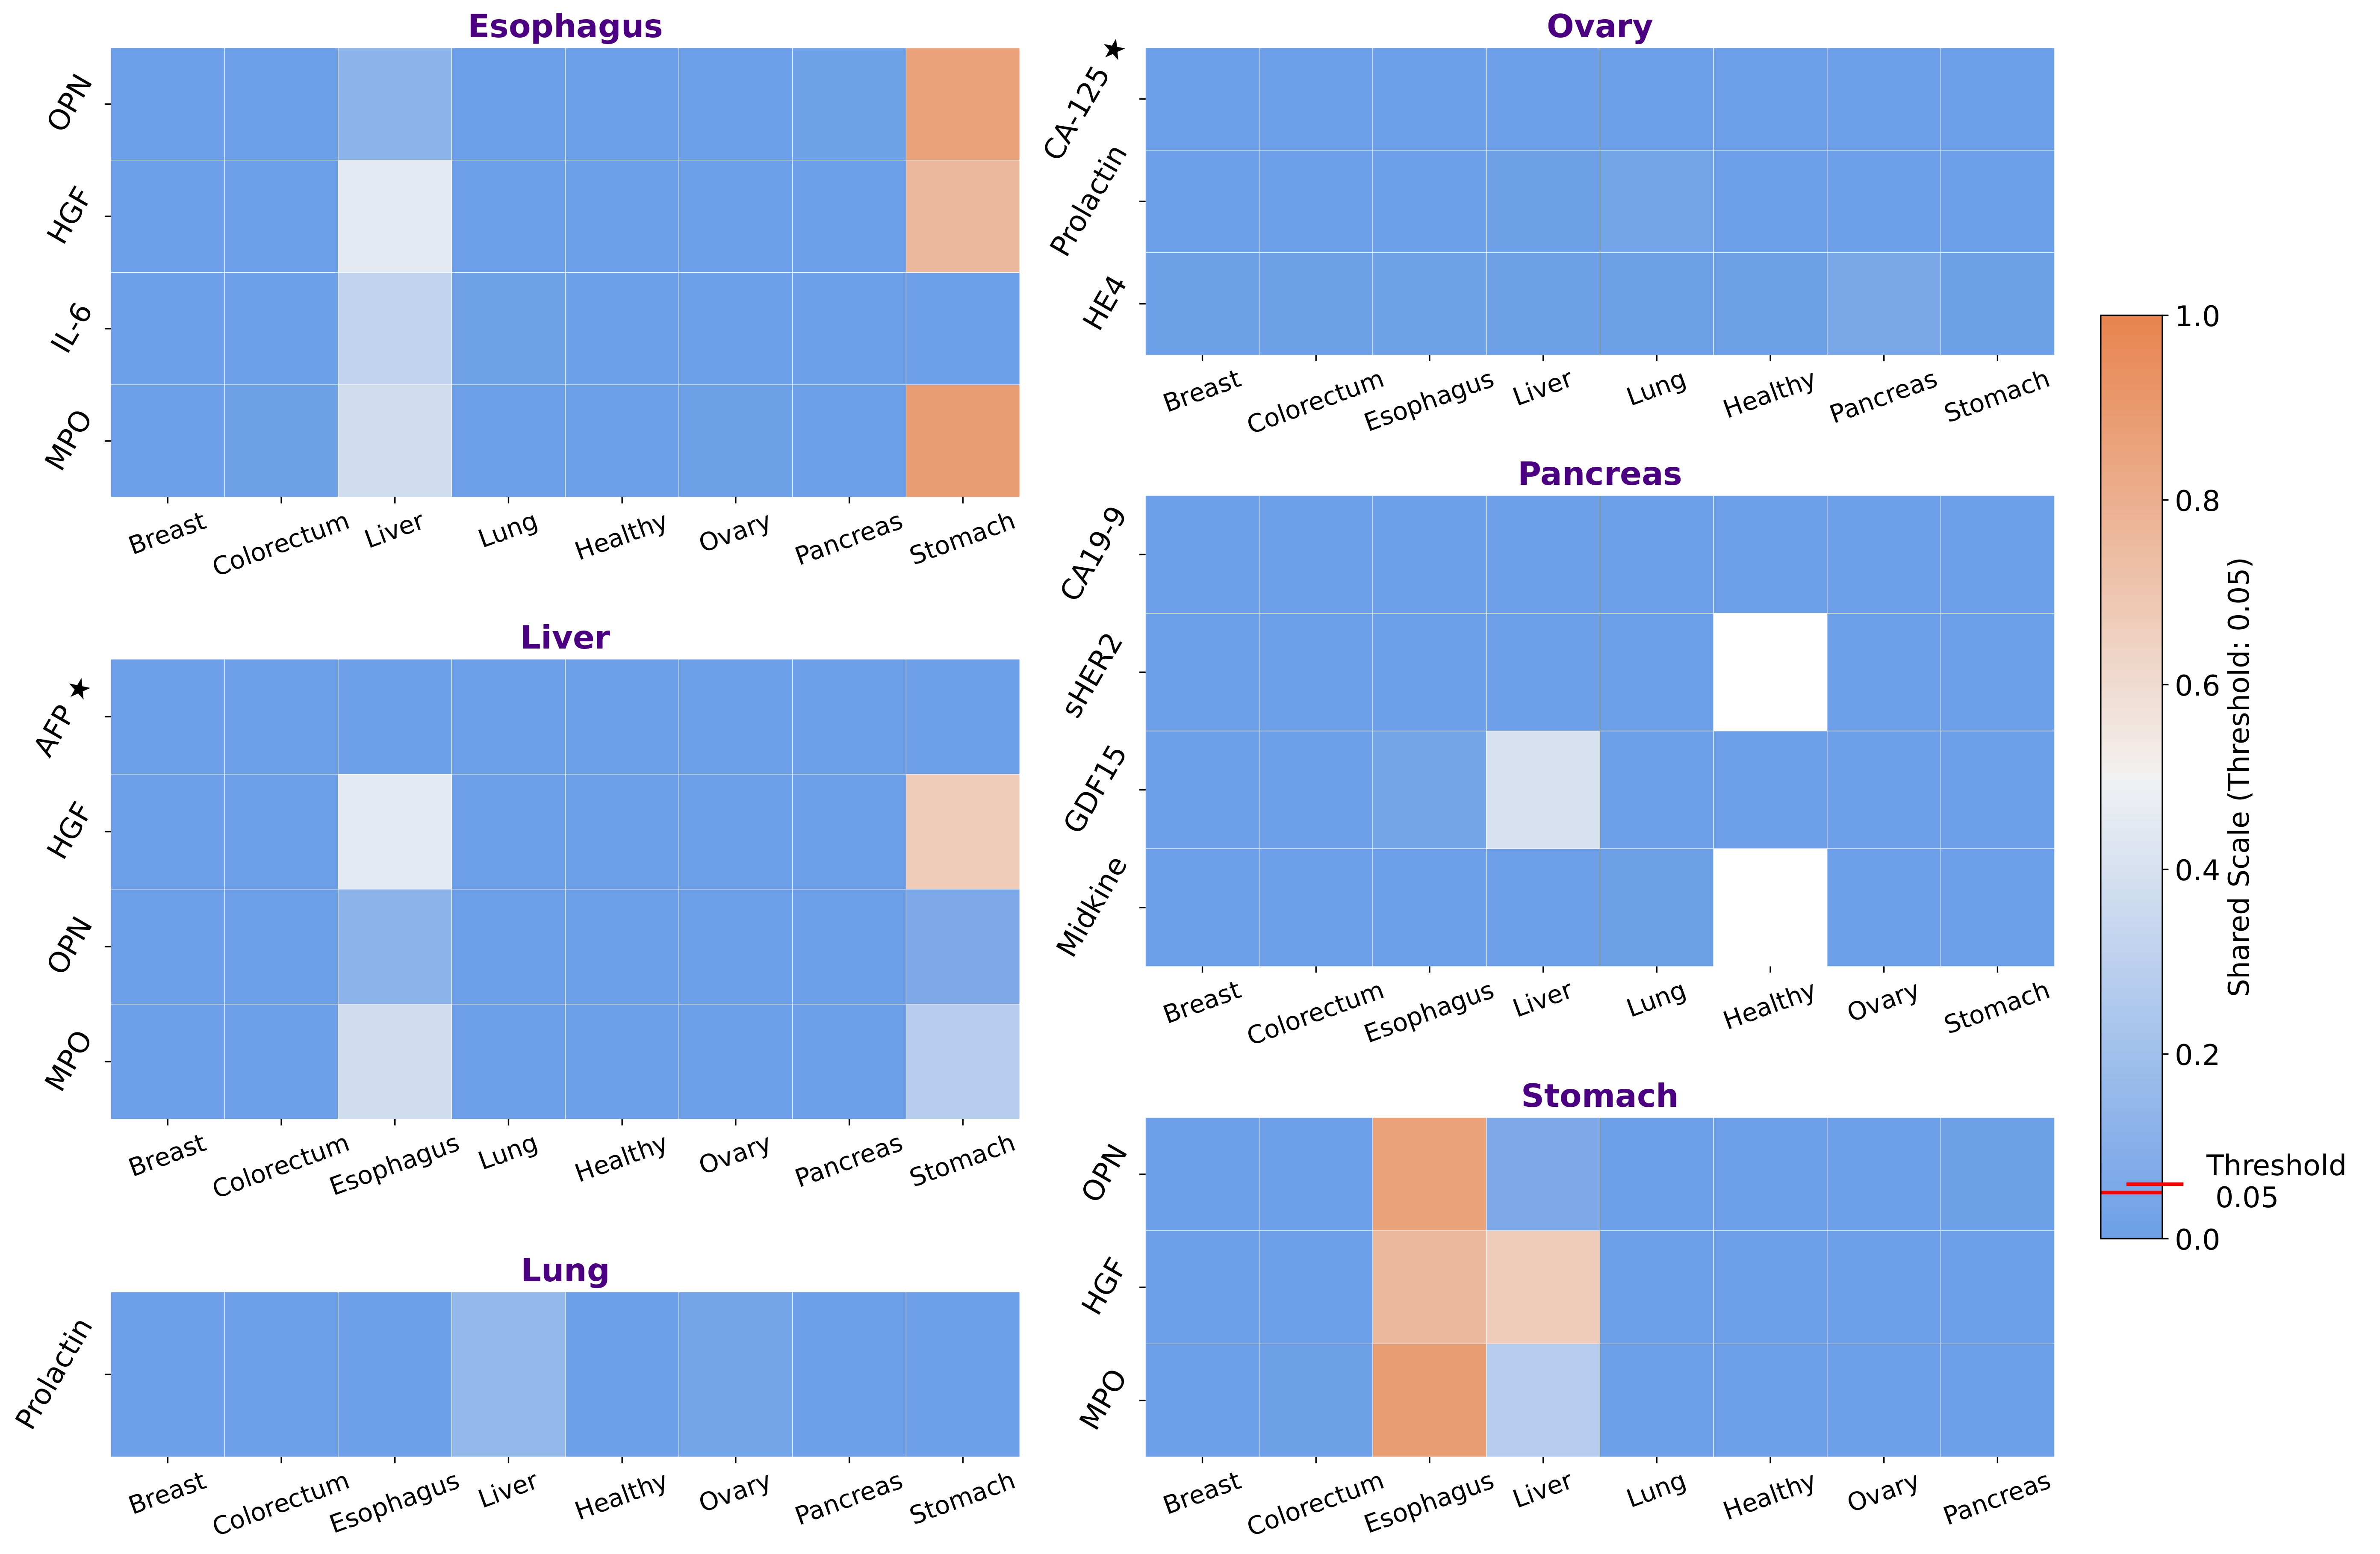 Esophagus
OPN
HGF
IL-6
MPO
Breast Colorectum Liver Lung Healthy Ovary Pancreas Stomach
Liver
AFP ★
HGF
OPN
MPO
Breast Colorectum Esophagus Lung Healthy Ovary Pancreas Stomach
Lung
Prolactin
Breast Colorectum Esophagus Liver Healthy Ovary Pancreas Stomach
Ovary
CA-125 ★
Prolactin
HE4
Breast Colorectum Esophagus Liver Lung Healthy Pancreas Stomach
Pancreas
CA19-9
sHER2
GDF15
Midkine
Breast Colorectum Esophagus Liver Lung Healthy Ovary Stomach
Stomach
OPN
HGF
MPO
Breast Colorectum Esophagus Liver Lung Healthy Ovary Pancreas
1.0
0.8
0.6
0.4
0.2
0.0
Threshold
0.05
Shared Scale (Threshold: 0.05)